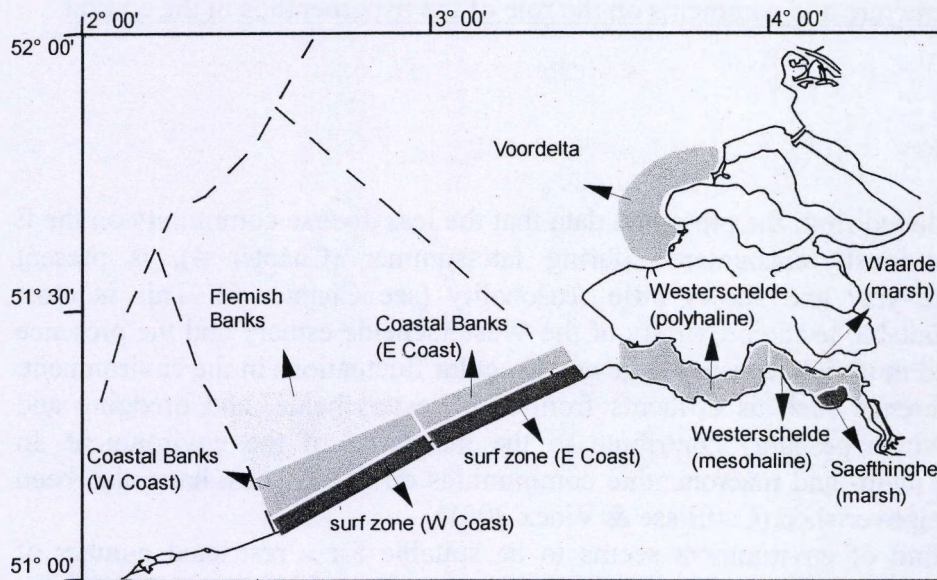 2° 00'
3° 00'
4° 00'
52° 00'
Voordelta
Waarde
(marsh)
51° 30'
Flemish
Banks
Westerschelde
(polyhaline)
Coastal Banks
(E Coast)
Westerschelde
(mesohaline)
Coastal Banks
(W Coast)
surf zone (E Coast)
Saefthinghe
(marsh)
surf zone (W Coast)
51° 00'